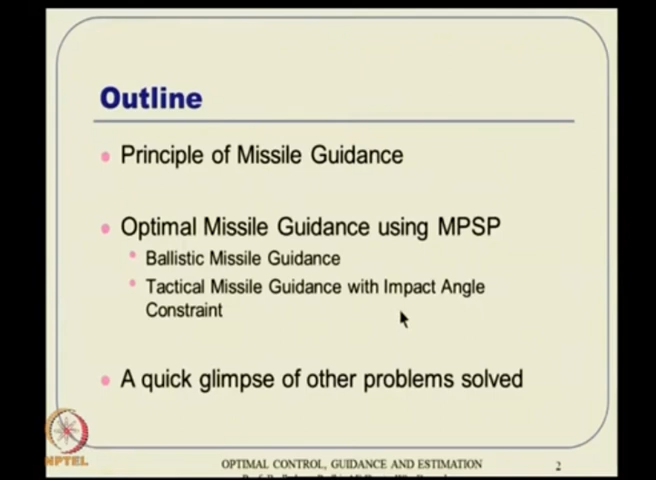 Outline
Principle of Missile Guidance
Optimal Missile Guidance using MPSP
Ballistic Missile Guidance
Tactical Missile Guidance with Impact Angle
Constraint
A quick glimpse of other problems solved
NPTEL
OPTIMAL CONTROL, GUIDANCE AND ESTIMATION
2